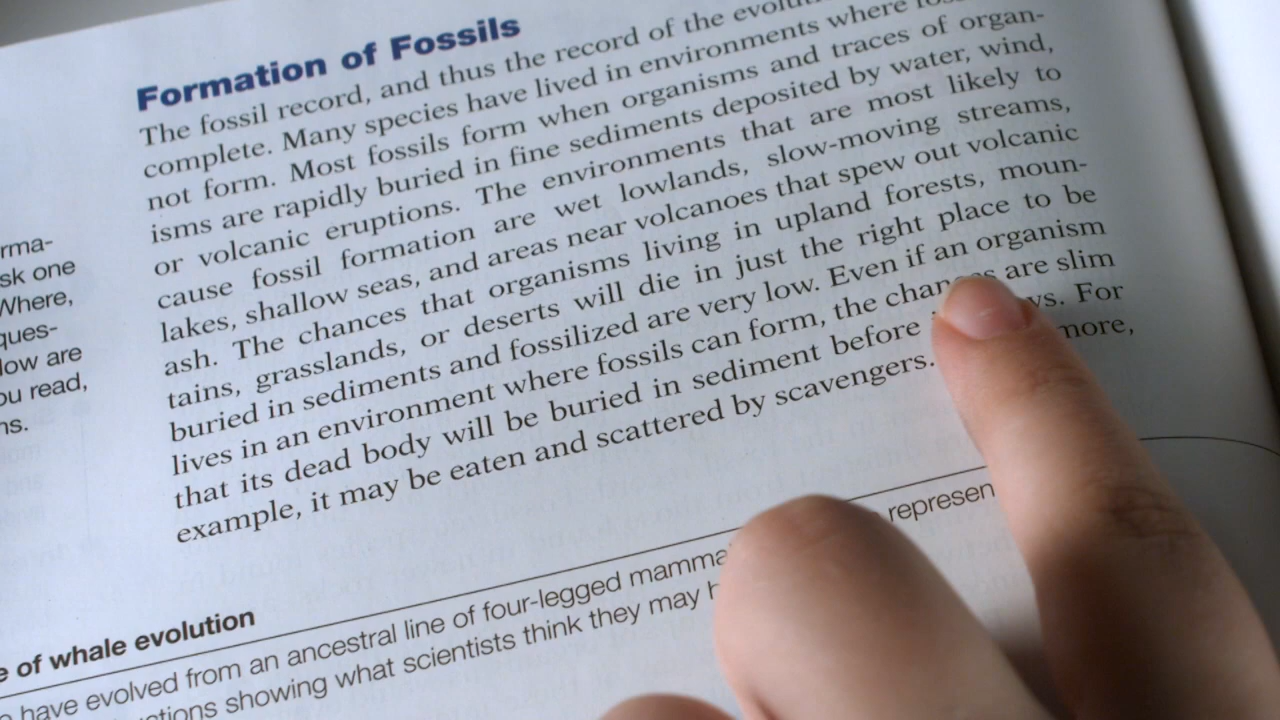 Formation of Fossils
The fossil record, and thus the record of the
complete. Many species have lived in environments where
not form. Most fossils form when organisms and traces of organ-
isms are rapidly buried in fine sediments deposited by water, wind,
or volcanic eruptions. The environments that are most likely to
cause fossil formation are wet lowlands, slow-moving streams,
lakes, shallow seas, and areas near volcanoes that spew out volcanic
ash. The chances that organisms living in upland forests, moun-
tains, grasslands, or deserts will die in just the right place to be
buried in sediments and fossilized are very low. Even if an organism
lives in an environment where fossils can form, the chances are slim
that its dead body will be buried in sediment before For
example, it may be eaten and scattered by scavengers. more,
rma-
sk one
Where,
ques-
low are
ou read,
ns.
e of whale evolution
have evolved from an ancestral line of four-legged represen
ctions showing what scientists think they may